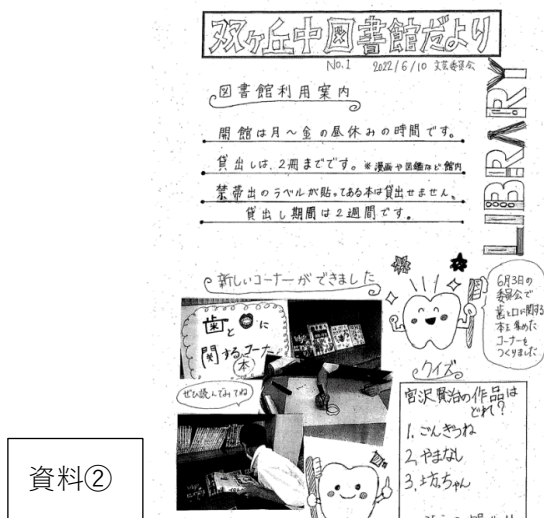 双ヶ丘中図書館だより
No.1 2022/6/10 文芸委員会
LIBRARY
図書館利用案内
開館は月〜金の昼休みの時間です。
貸出しは、2冊までです。※漫画や図鑑など館内
禁帯出のラベルが貼ってある本は貸出せません。
貸出し期間は2週間です。
新しいコーナーができました
歯と口に
関するコーナー
本
ぜひ読んでみてね
6月3日の
委員会で
歯と口に関する
本を集めた
コーナーを
つくりました
クイズ
宮沢賢治の作品は
どれ?
1. ごんぎつね
2. やまなし
3. 坊ちゃん
資料②